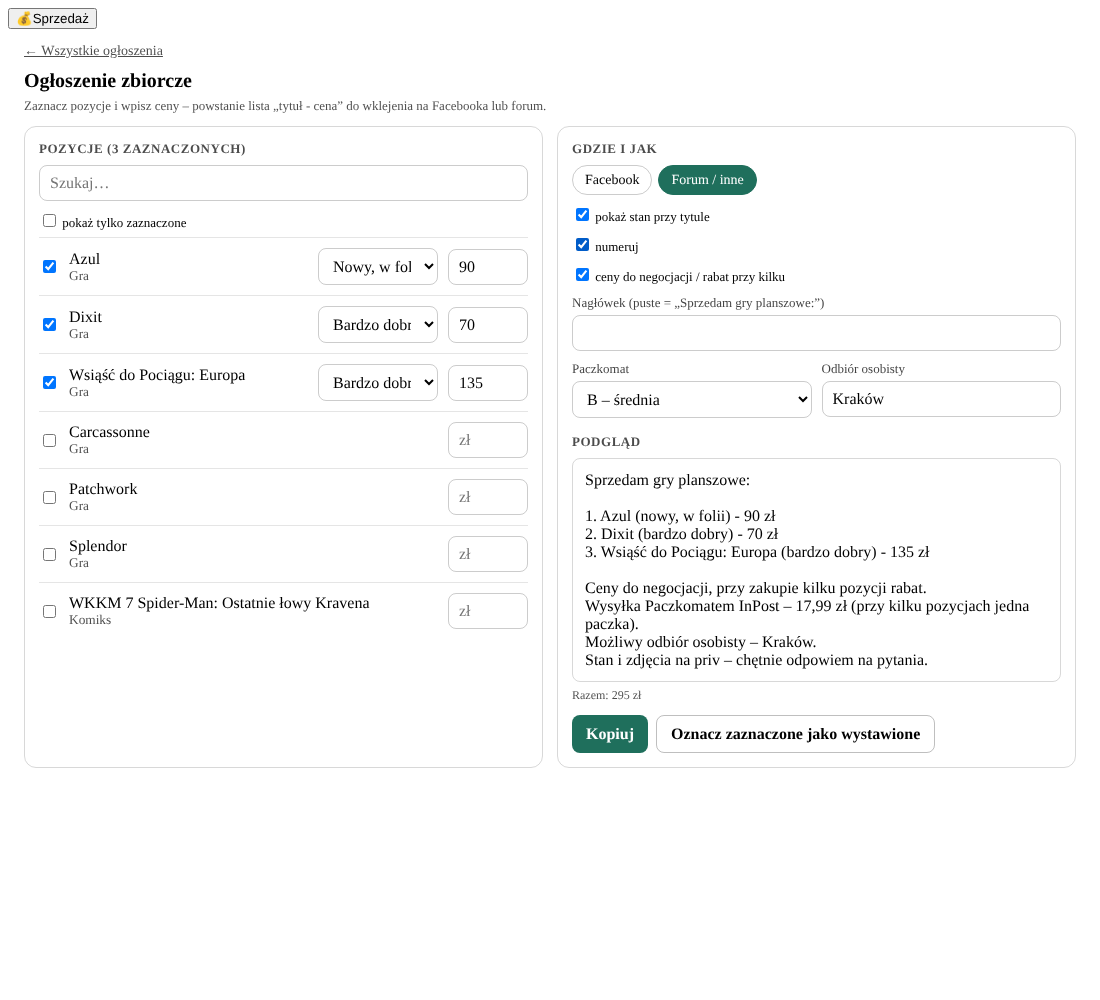 💰Sprzedaż
← Wszystkie ogłoszenia
Ogłoszenie zbiorcze
Zaznacz pozycje i wpisz ceny – powstanie lista „tytuł - cena” do wklejenia na Facebooka lub forum.
POZYCJE (3 ZAZNACZONYCH)
Szukaj…
pokaż tylko zaznaczone
Azul
Gra
Nowy, w fol
90
Dixit
Gra
Bardzo dobr
70
Wsiąść do Pociągu: Europa
Gra
Bardzo dobr
135
Carcassonne
Gra
zł
Patchwork
Gra
zł
Splendor
Gra
zł
WKKM 7 Spider-Man: Ostatnie łowy Kravena
Komiks
zł
GDZIE I JAK
Facebook
Forum / inne
pokaż stan przy tytule
numeruj
ceny do negocjacji / rabat przy kilku
Nagłówek (puste = „Sprzedam gry planszowe:”)
Paczkomat
Odbiór osobisty
B – średnia
Kraków
PODGLĄD
Sprzedam gry planszowe:
1. Azul (nowy, w folii) - 90 zł
2. Dixit (bardzo dobry) - 70 zł
3. Wsiąść do Pociągu: Europa (bardzo dobry) - 135 zł
Ceny do negocjacji, przy zakupie kilku pozycji rabat.
Wysyłka Paczkomatem InPost – 17,99 zł (przy kilku pozycjach jedna
paczka).
Możliwy odbiór osobisty – Kraków.
Stan i zdjęcia na priv – chętnie odpowiem na pytania.
Razem: 295 zł
Kopiuj
Oznacz zaznaczone jako wystawione